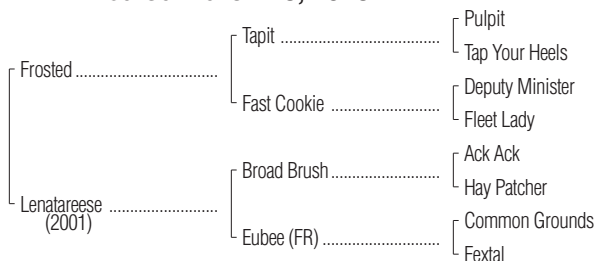 Pulpit
Tapit ................................
Tap Your Heels
Frosted ................................
Deputy Minister
Fast Cookie ........................
Fleet Lady
Ack Ack
Broad Brush ........................
Hay Patcher
Lenatareese ........................
(2001)
Common Grounds
Eubee (FR) ..........................
Fextal